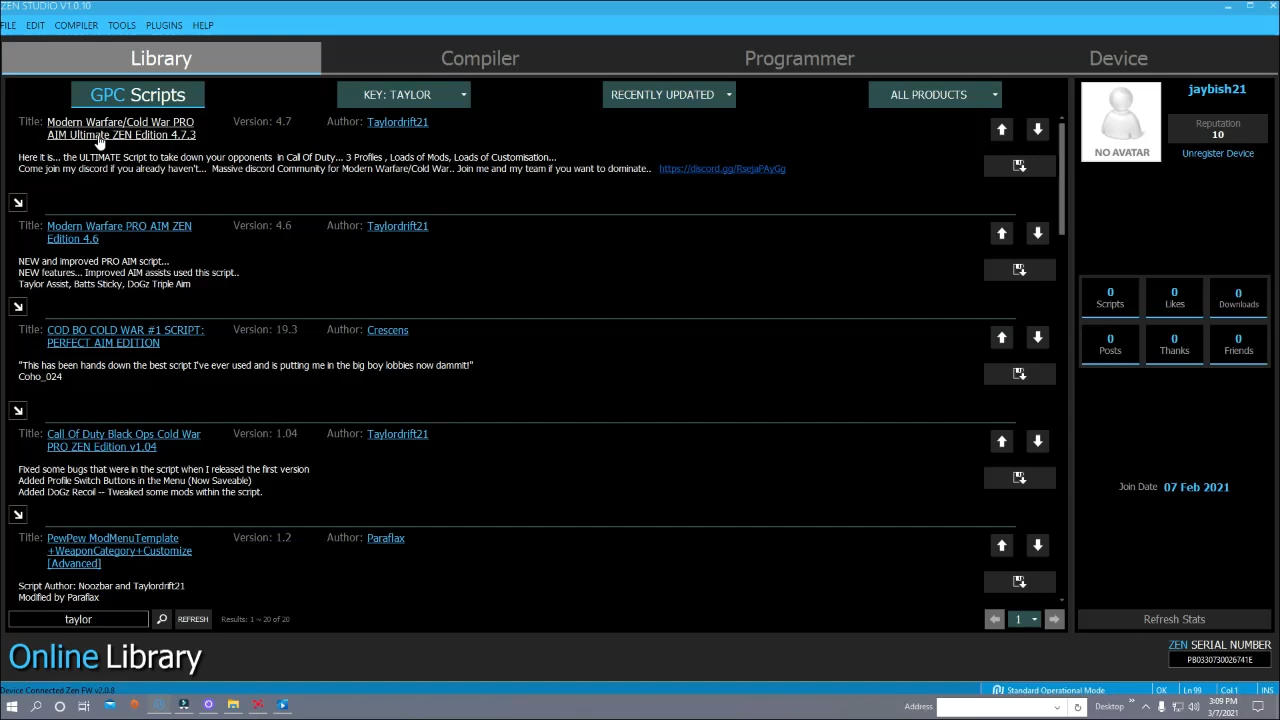 ZEN STUDIO V1.0.10
FILE EDIT COMPILER TOOLS PLUGINS HELP
Library Compiler Programmer Device
GPC Scripts KEY: TAYLOR RECENTLY UPDATED ALL PRODUCTS
Title: Modern Warfare/Cold War PRO Version: 4.7 Author: Taylordrift21
AIM Ultimate ZEN Edition 4.7.3
Here it is... the ULTIMATE Script to take down your opponents in Call Of Duty... 3 Profiles , Loads of Mods, Loads of Customisation...
Come join my discord if you already haven't... Massive discord Community for Modern Warfare/Cold War.. Join me and my team if you want to dominate.. https://discord.gg/RsejaPAyGg
Title: Modern Warfare PRO AIM ZEN Version: 4.6 Author: Taylordrift21
Edition 4.6
NEW and improved PRO AIM script...
NEW features... Improved AIM assists used this script..
Taylor Assist, Batts Sticky, DoGz Triple Aim
Title: COD BO COLD WAR #1 SCRIPT: Version: 19.3 Author: Crescens
PERFECT AIM EDITION
"This has been hands down the best script I've ever used and is putting me in the big boy lobbies now dammit!"
Coho_024
Title: Call Of Duty Black Ops Cold War Version: 1.04 Author: Taylordrift21
PRO ZEN Edition v1.04
Fixed some bugs that were in the script when I released the first version
Added Profile Switch Buttons in the Menu (Now Saveable)
Added DoGz Recoil -- Tweaked some mods within the script.
Title: PewPew ModMenuTemplate Version: 1.2 Author: Paraflax
+WeaponCategory+Customize
[Advanced]
Script Author: Noozbar and Taylordrift21
Modified by Paraflax
taylor REFRESH Results: 1 ~ 20 of 20 1
NO AVATAR
jaybish21
Reputation
10
Unregister Device
0 0 0
Scripts Likes Downloads
0 0 0
Posts Thanks Friends
Join Date 07 Feb 2021
Refresh Stats
Online Library
ZEN SERIAL NUMBER
PB0330730026741E
Device Connected Zen FW v2.0.8 Standard Operational Mode OK Ln 99 Col 1 INS
Address Desktop 3:09 PM
3/7/2021